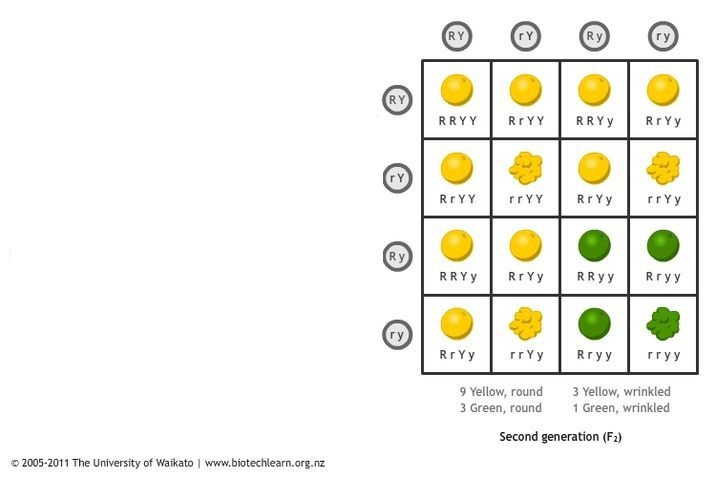 RY rY Ry ry
RY
RRYY RrYY RRYy RrYy
rY
RrYY rrYY RrYy rrYy
Ry
RRYy RrYy RRyy Rryy
ry
RrYy rrYy Rryy rryy
9 Yellow, round 3 Yellow, wrinkled
3 Green, round 1 Green, wrinkled
Second generation (F₂)
© 2005-2011 The University of Waikato | www.biotechlearn.org.nz